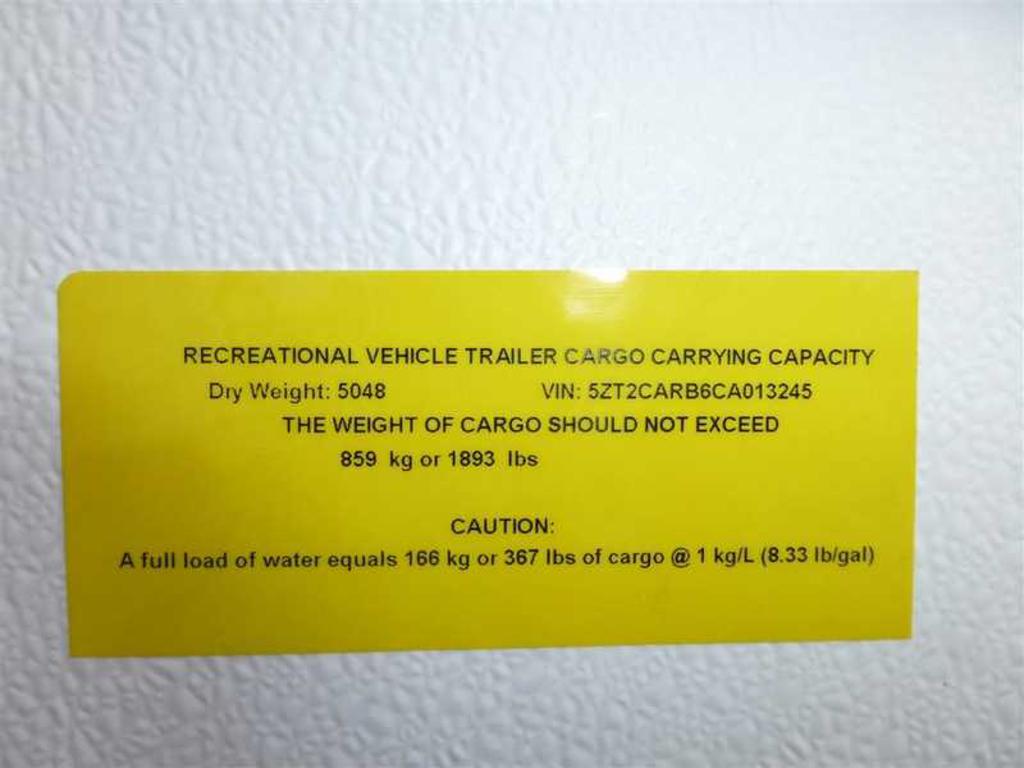 RECREATIONAL VEHICLE TRAILER CARGO CARRYING CAPACITY
Dry Weight: 5048 VIN: 5ZT2CARB6CA013245
THE WEIGHT OF CARGO SHOULD NOT EXCEED
859 kg or 1893 lbs
CAUTION:
A full load of water equals 166 kg or 367 lbs of cargo @ 1 kg/L (8.33 lb/gal)